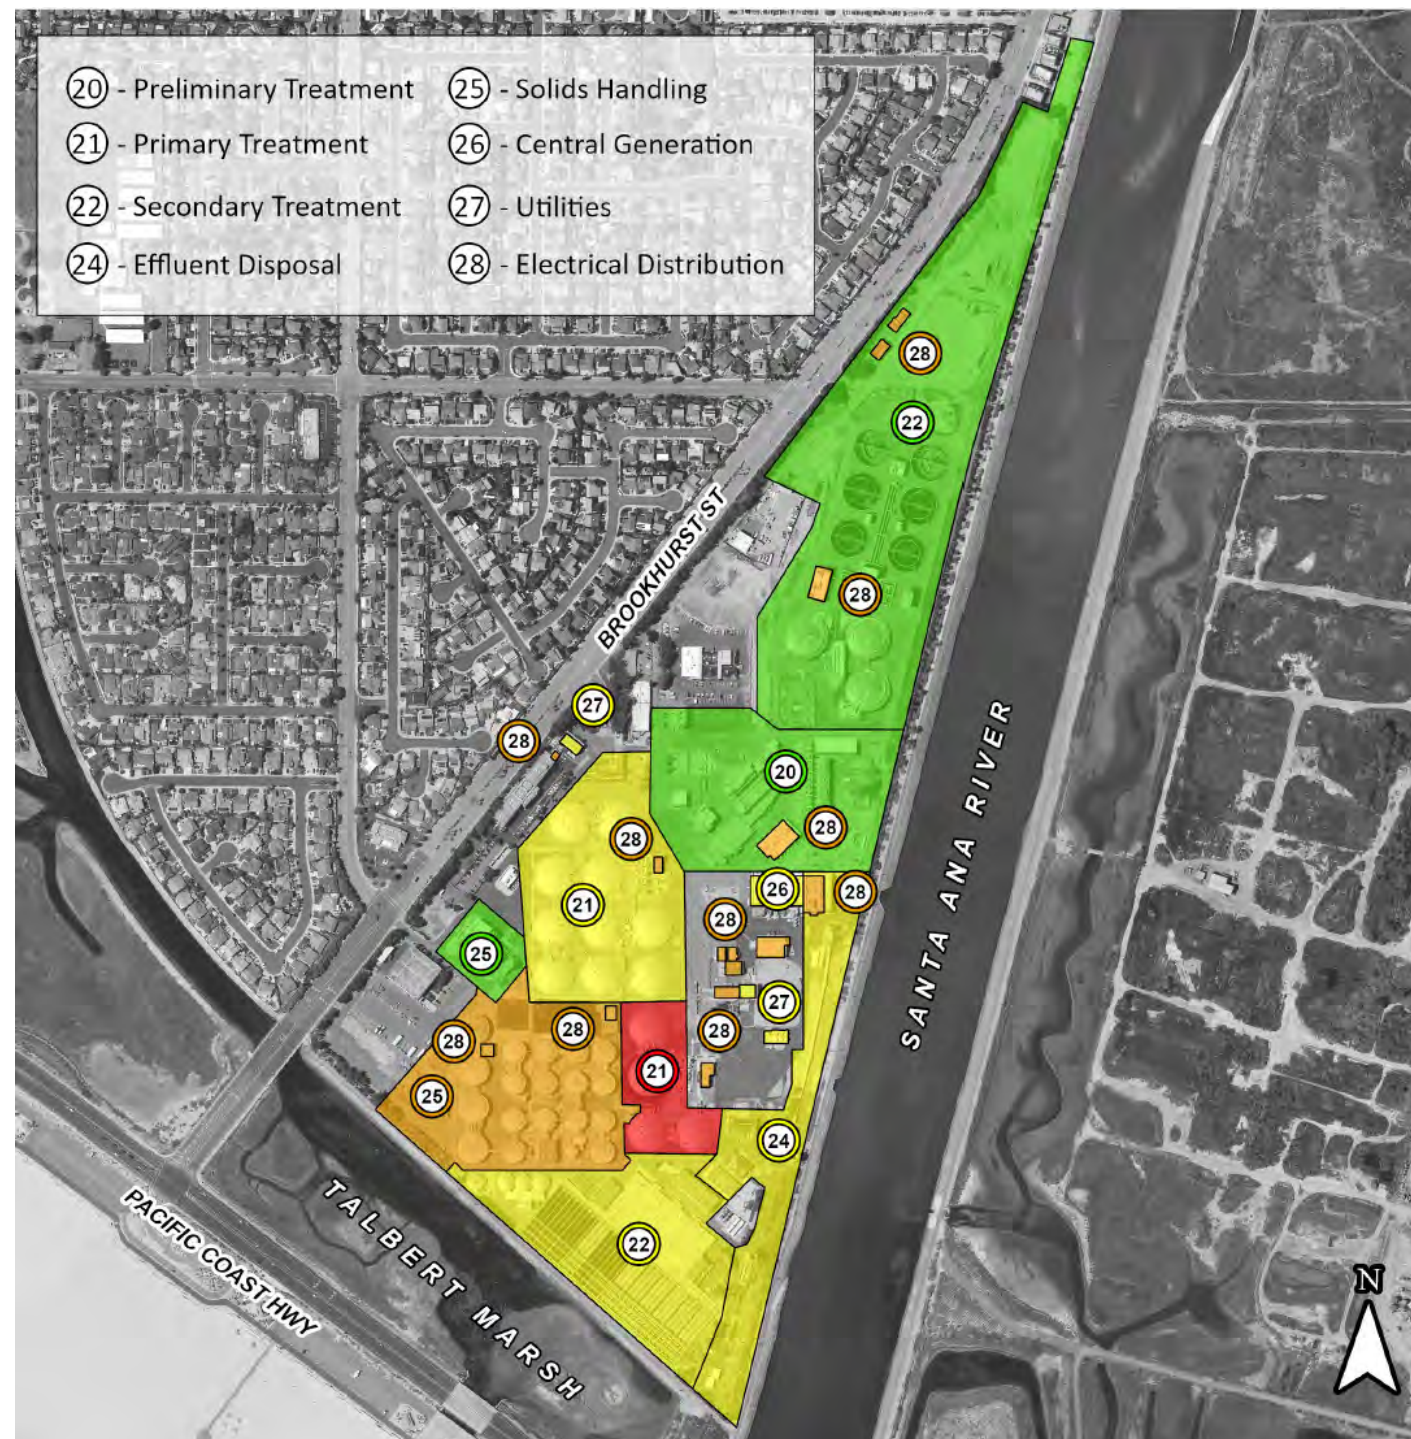 20 - Preliminary Treatment
21 - Primary Treatment
22 - Secondary Treatment
24 - Effluent Disposal
25 - Solids Handling
26 - Central Generation
27 - Utilities
28 - Electrical Distribution
28
22
28
BROOKHURST ST
27
28
20
28
28
26
28
21
28
25
SANTA ANA RIVER
27
28
28
28
21
25
24
22
TALBERT MARSH
PACIFIC COAST HWY
N